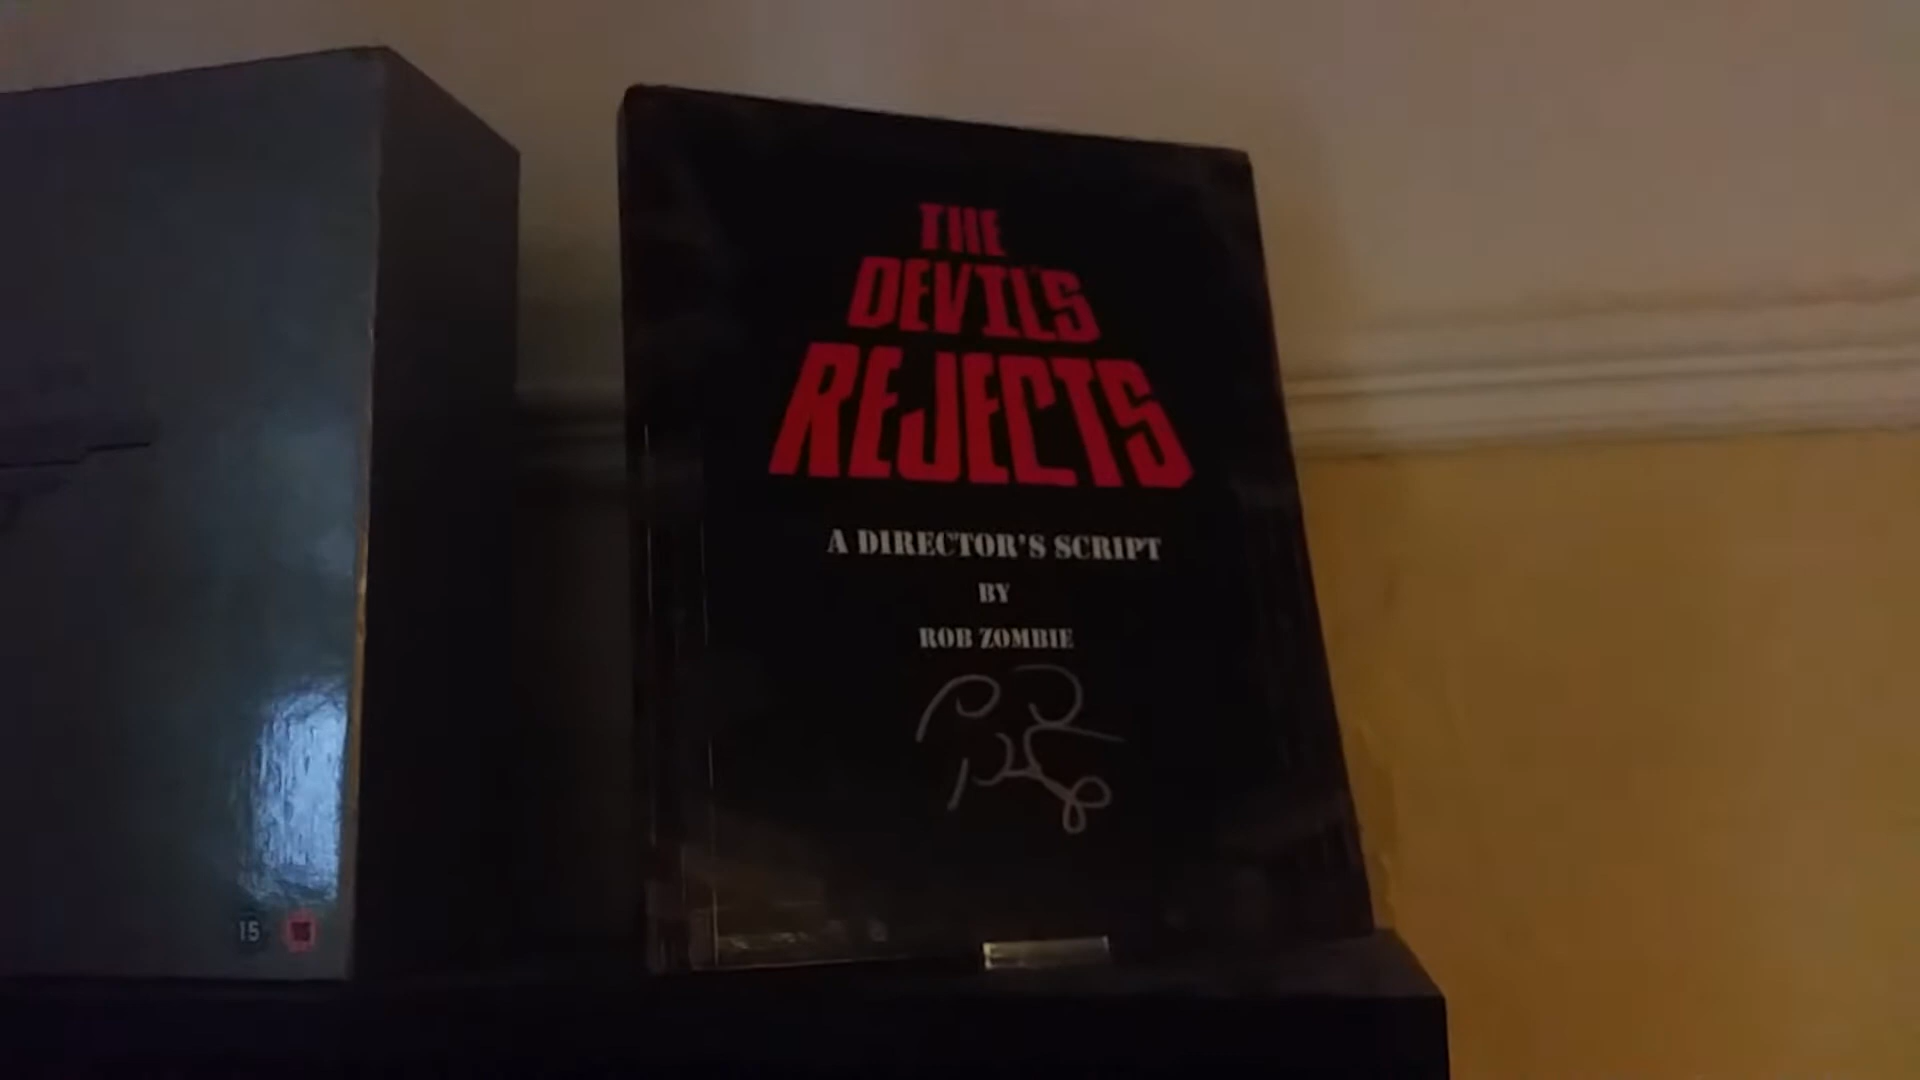 THE
DEVIL'S
REJECTS
A DIRECTOR'S SCRIPT
BY
ROB ZOMBIE
15